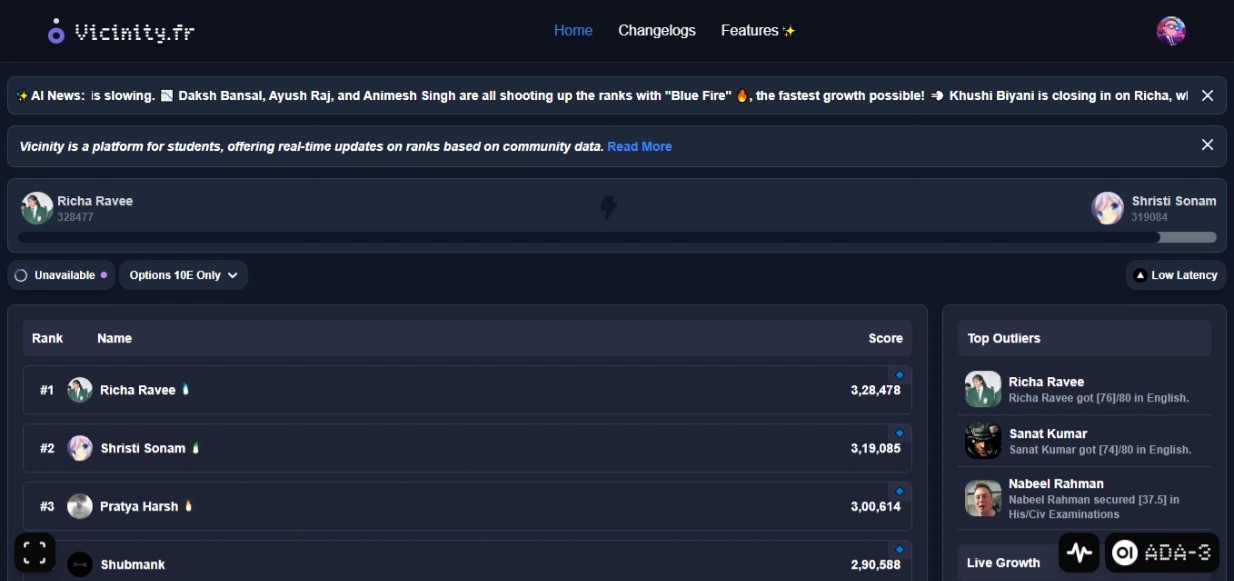 Vicinity.fr
Home Changelogs Features✨
✨AI News: is slowing. 📉 Daksh Bansal, Ayush Raj, and Animesh Singh are all shooting up the ranks with "Blue Fire" 🔥, the fastest growth possible! 💨 Khushi Biyani is closing in on Richa,
Vicinity is a platform for students, offering real-time updates on ranks based on community data. Read More
Richa Ravee
328477
Shristi Sonam
319084
Unavailable
Options 10E Only
Low Latency
Rank Name Score
#1 Richa Ravee 3,28,478
#2 Shristi Sonam 3,19,085
#3 Pratya Harsh 3,00,614
Shubmank 2,90,588
Top Outliers
Richa Ravee
Richa Ravee got [76]/80 in English.
Sanat Kumar
Sanat Kumar got [74]/80 in English.
Nabeel Rahman
Nabeel Rahman secured [37.5] in
His/Civ Examinations
Live Growth
ADA-3